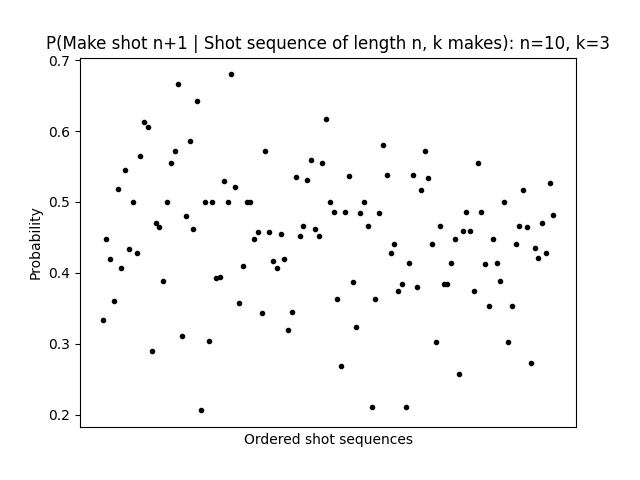 P(Make shot n+1 | Shot sequence of length n, k makes): n=10, k=3
0.7
0.6
0.5
0.4
0.3
0.2
Probability
Ordered shot sequences